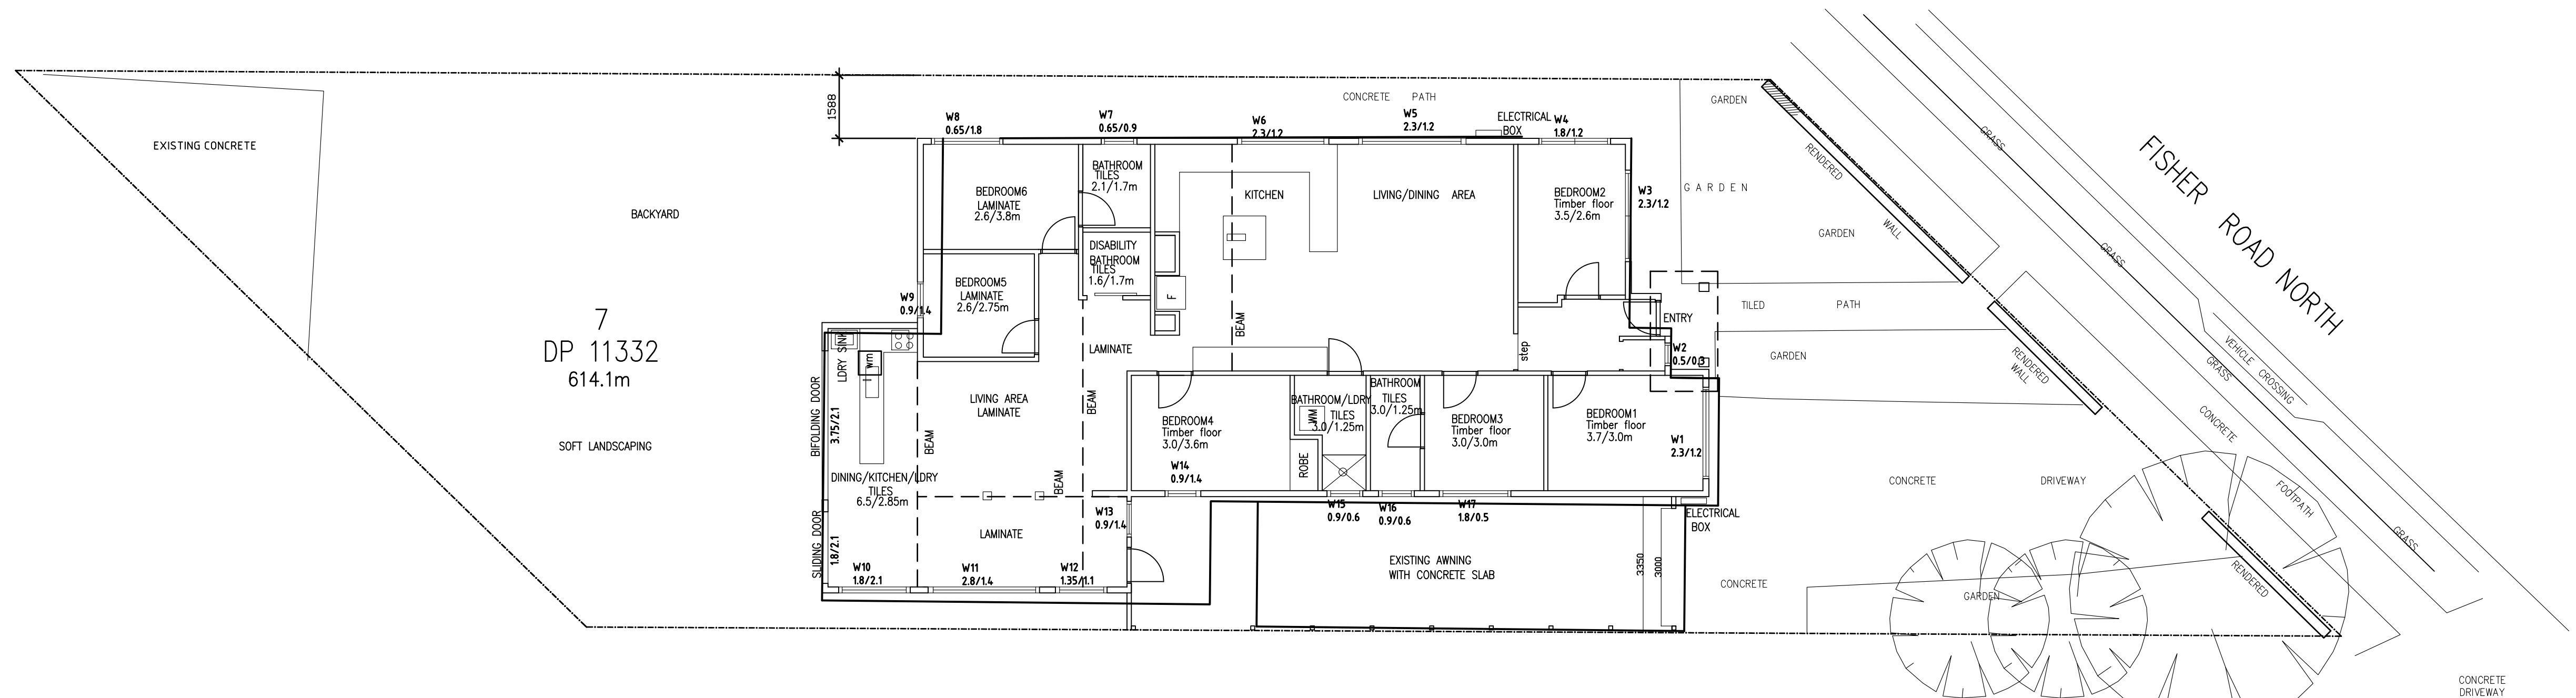 EXISTING CONCRETE
BACKYARD
7
DP 11332
614.1m
SOFT LANDSCAPING
1588
CONCRETE PATH
W8
0.65/1.8
W7
0.65/0.9
W6
2.3/1.2
W5
2.3/1.2
ELECTRICAL
BOX
W4
1.8/1.2
BEDROOM6
LAMINATE
2.6/3.8m
BATHROOM
TILES
2.1/1.7m
KITCHEN
LIVING/DINING AREA
BEDROOM2
Timber floor
3.5/2.6m
W3
2.3/1.2
DISABILITY
BATHROOM
TILES
1.6/1.7m
F
BEDROOM5
LAMINATE
2.6/2.75m
W9
0.9/1.4
BEAM
LAMINATE
step
ENTRY
W2
0.5/0.3
LDRY SINK
wm
BIFOLDING DOOR
3.75/2.1
LIVING AREA
LAMINATE
BEAM
BEAM
BEAM
BEDROOM4
Timber floor
3.0/3.6m
W14
0.9/1.4
BATHROOM/LDRY
TILES
3.0/1.25m
WM
ROBE
BATHROOM
TILES
3.0/1.25m
BEDROOM3
Timber floor
3.0/3.0m
BEDROOM1
Timber floor
3.7/3.0m
W1
2.3/1.2
DINING/KITCHEN/LDRY
TILES
6.5/2.85m
SLIDING DOOR
1.8/2.1
LAMINATE
W13
0.9/1.4
W15
0.9/0.6
W16
0.9/0.6
W17
1.8/0.5
ELECTRICAL
BOX
W10
1.8/2.1
W11
2.8/1.4
W12
1.35/1.1
EXISTING AWNING
WITH CONCRETE SLAB
3350
3000
GARDEN
GARDEN
GARDEN
TILED PATH
GARDEN
CONCRETE DRIVEWAY
CONCRETE
GARDEN
RENDERED
WALL
RENDERED
WALL
RENDERED
GRASS
GRASS
GRASS
GRASS
VEHICLE CROSSING
CONCRETE
FOOTPATH
FISHER ROAD NORTH
CONCRETE
DRIVEWAY